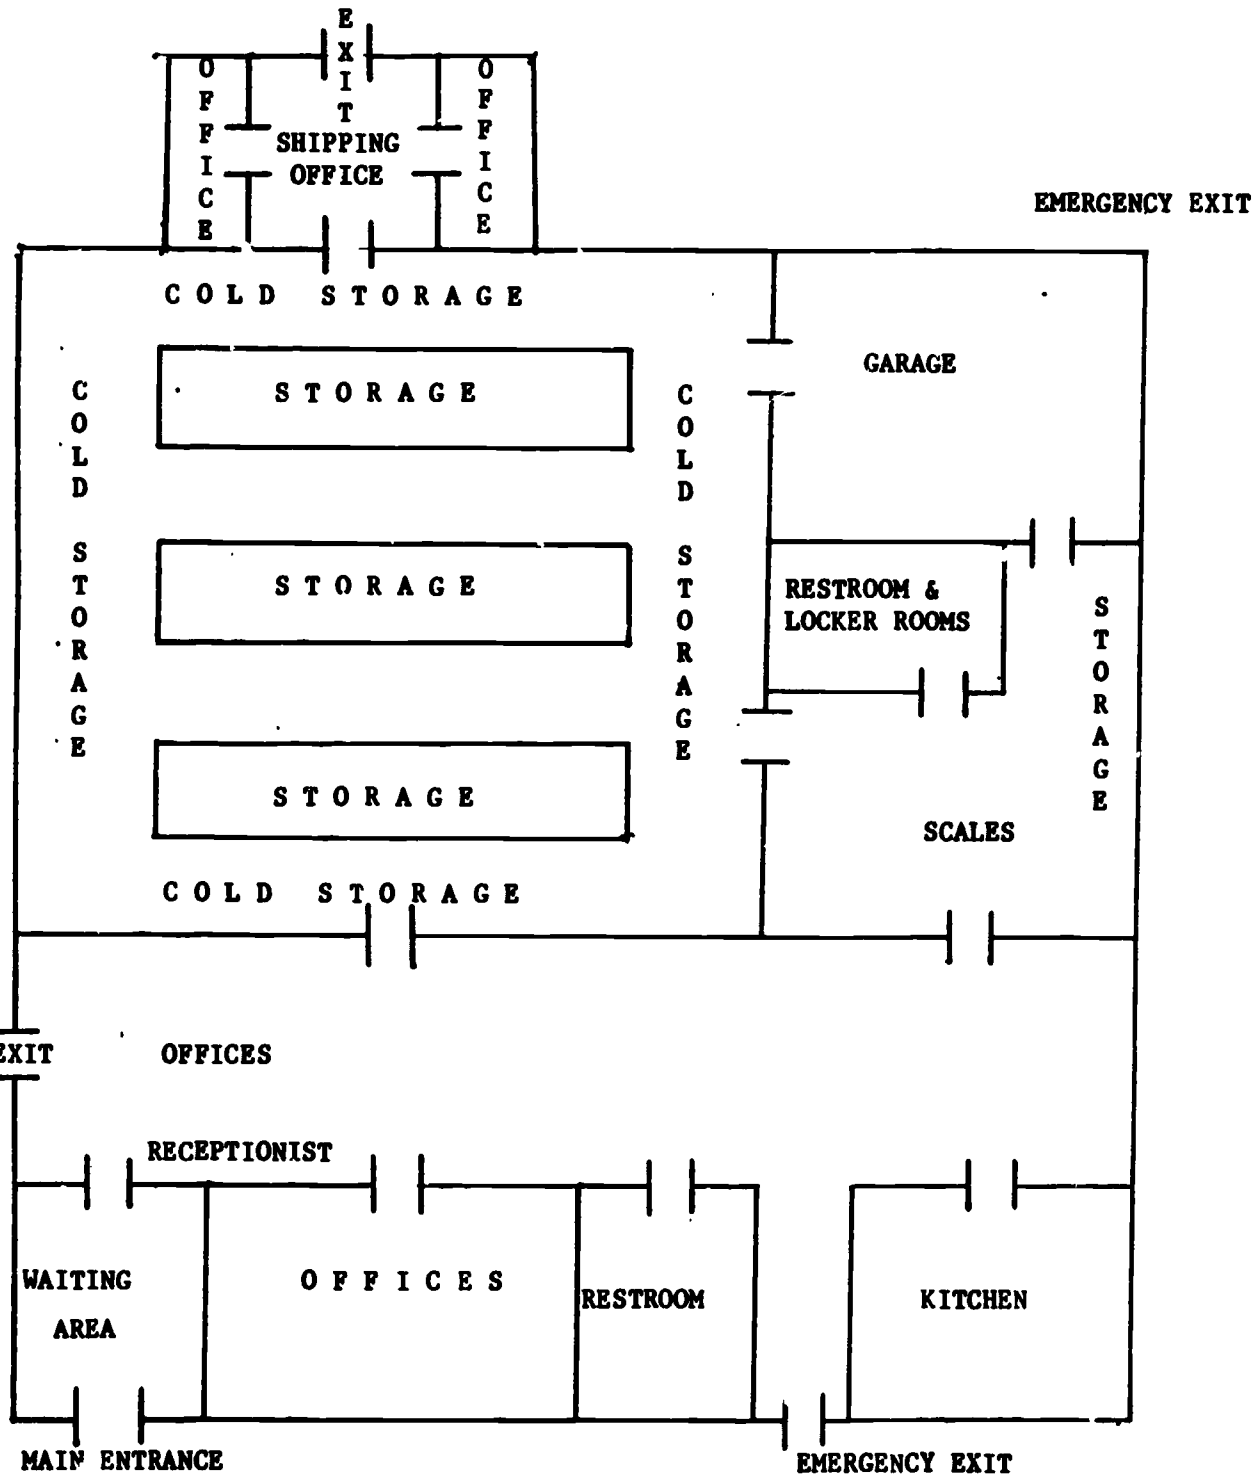 EXIT
OFFICE
OFFICE
SHIPPING
OFFICE
EMERGENCY EXIT
COLD STORAGE
STORAGE
GARAGE
COLD STORAGE
COLD STORAGE
STORAGE
RESTROOM &
LOCKER ROOMS
STORAGE
STORAGE
SCALES
COLD STORAGE
EXIT
OFFICES
RECEPTIONIST
WAITING
AREA
OFFICES
RESTROOM
KITCHEN
MAIN ENTRANCE
EMERGENCY EXIT